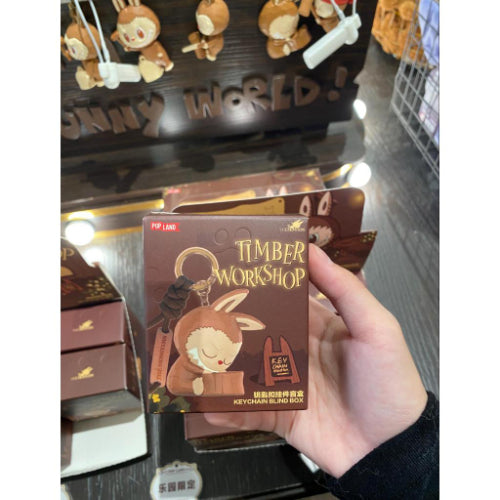 UNNY WORLD!
POP LAND
TIMBER
WORKSHOP
KEY
CHAIN
钥匙扣挂件盲盒
KEYCHAIN BLIND BOX
乐园限定